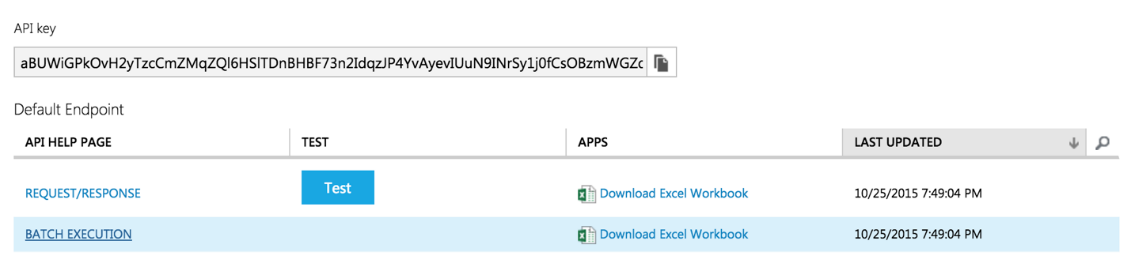 API key
aBUWiGPkOvH2yTzcCmZMqZQl6HSlTDnBHBF73n2IdqzJP4YvAyevIUuN9INrSy1j0fCsOBzmWGZc
Default Endpoint
API HELP PAGE TEST APPS LAST UPDATED
REQUEST/RESPONSE Test Download Excel Workbook 10/25/2015 7:49:04 PM
BATCH EXECUTION Download Excel Workbook 10/25/2015 7:49:04 PM